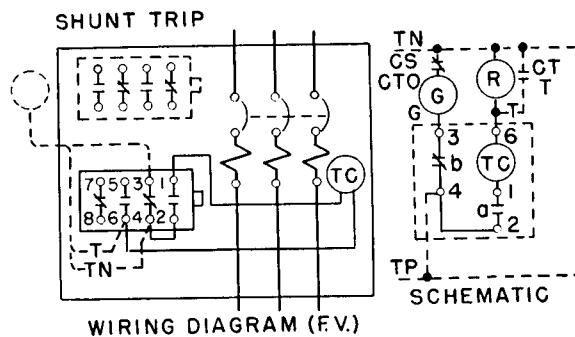 SHUNT TRIP
7 5 3 1
8 6 4 2
T
TN
TC
WIRING DIAGRAM (F.V.)
TN
CS
CTO
G
G
R
CT
T
T
3
6
b
TC
4
1
a
2
TP
SCHEMATIC